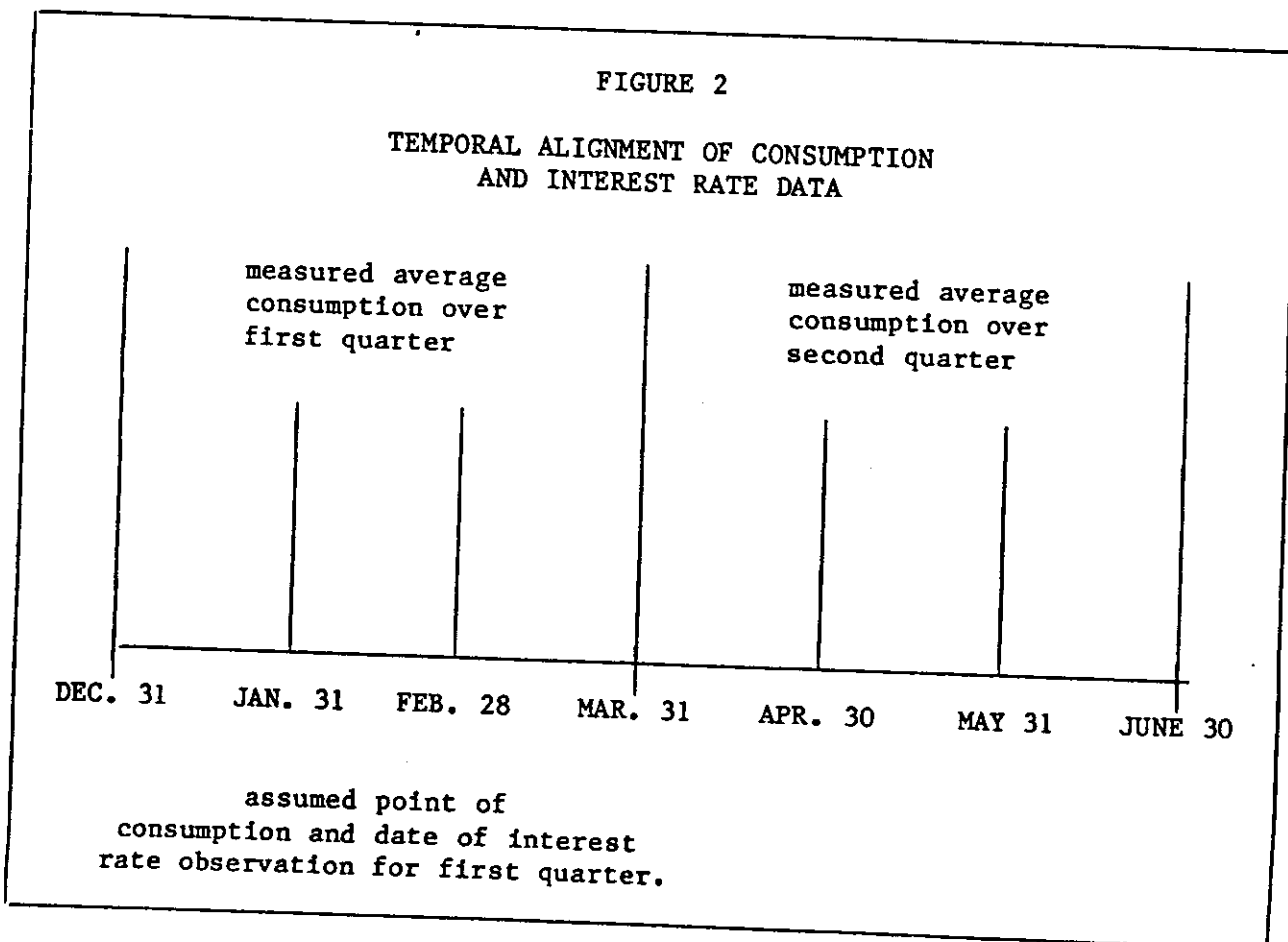 FIGURE 2
TEMPORAL ALIGNMENT OF CONSUMPTION
AND INTEREST RATE DATA
measured average
consumption over
first quarter
measured average
consumption over
second quarter
DEC. 31 JAN. 31 FEB. 28 MAR. 31 APR. 30 MAY 31 JUNE 30
assumed point of
consumption and date of interest
rate observation for first quarter.